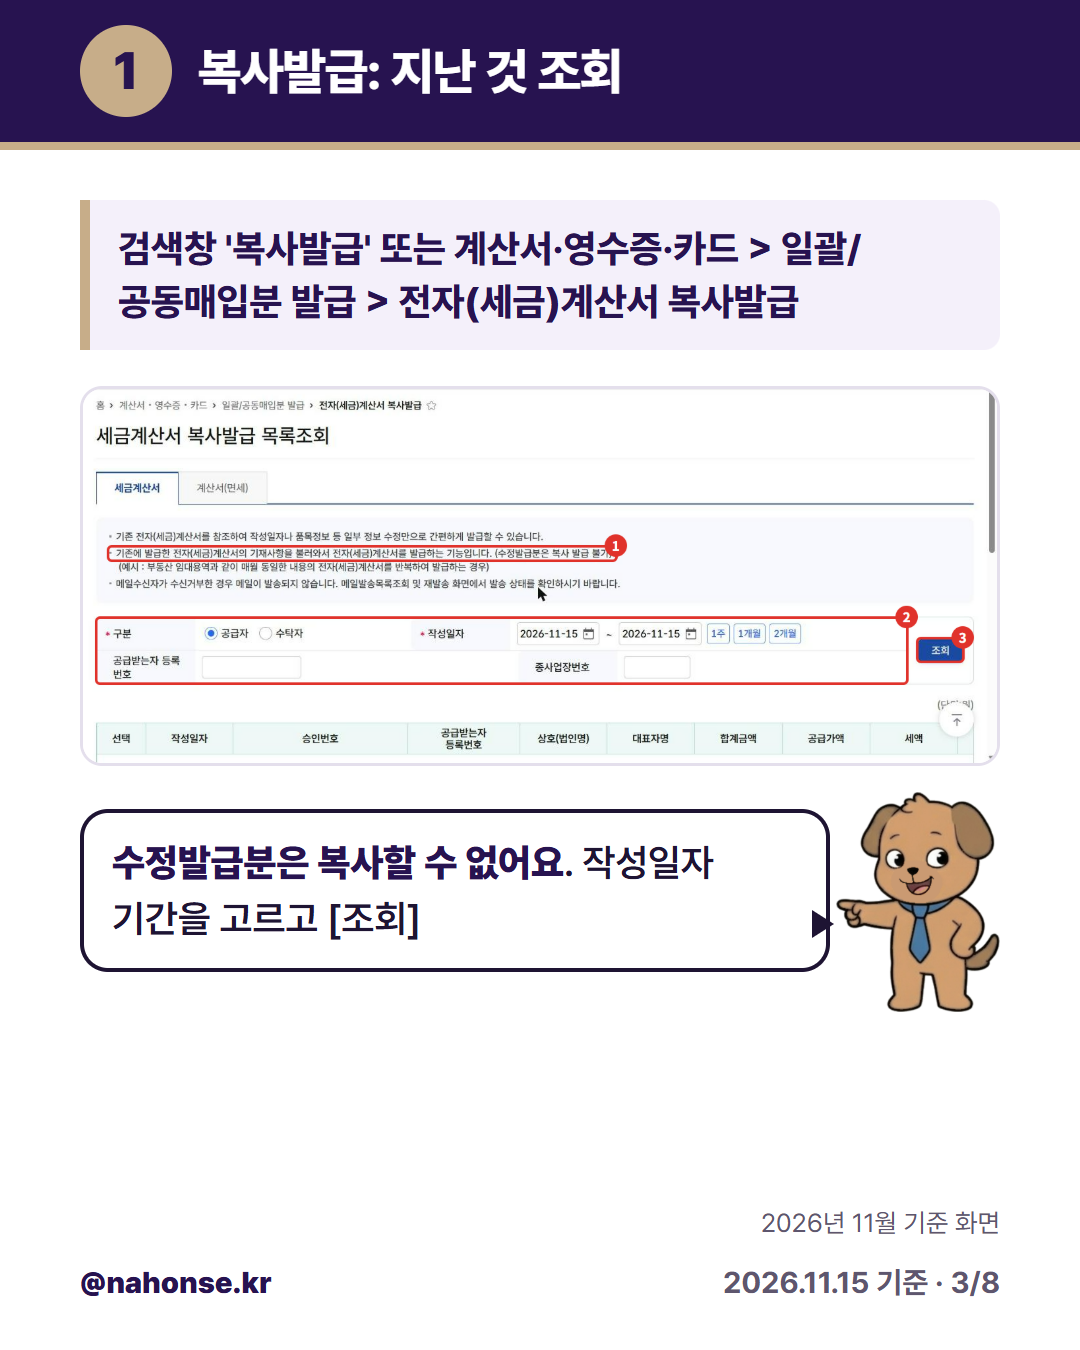 1
복사발급: 지난 것 조회
검색창 '복사발급' 또는 계산서·영수증·카드 > 일괄/
공동매입분 발급 > 전자(세금)계산서 복사발급
홈 > 계산서·영수증·카드 > 일괄/공동매입분 발급 > 전자(세금)계산서 복사발급 ☆
세금계산서 복사발급 목록조회
세금계산서 계산서(면세)
· 기존 전자(세금)계산서를 참조하여 작성일자나 품목정보 등 일부 정보 수정만으로 간편하게 발급할 수 있습니다.
· 기존에 발급한 전자(세금)계산서의 기재사항을 불러와서 전자(세금)계산서를 발급하는 기능입니다. (수정발급분은 복사 발급 불가) 1
(예시 : 부동산 임대용역과 같이 매월 동일한 내용의 전자(세금)계산서를 반복하여 발급하는 경우)
· 메일수신자가 수신거부한 경우 메일이 발송되지 않습니다. 메일발송목록조회 및 재발송 화면에서 발송 상태를 확인하시기 바랍니다.
2
* 구분 공급자 수탁자 * 작성일자 2026-11-15 ~ 2026-11-15 1주 1개월 2개월
3
조회
공급받는자 등록
번호
종사업장번호
선택 작성일자 승인번호 공급받는자 등록번호 상호(법인명) 대표자명 합계금액 공급가액 세액
수정발급분은 복사할 수 없어요. 작성일자
기간을 고르고 [조회]
2026년 11월 기준 화면
@nahonse.kr
2026.11.15 기준 · 3/8